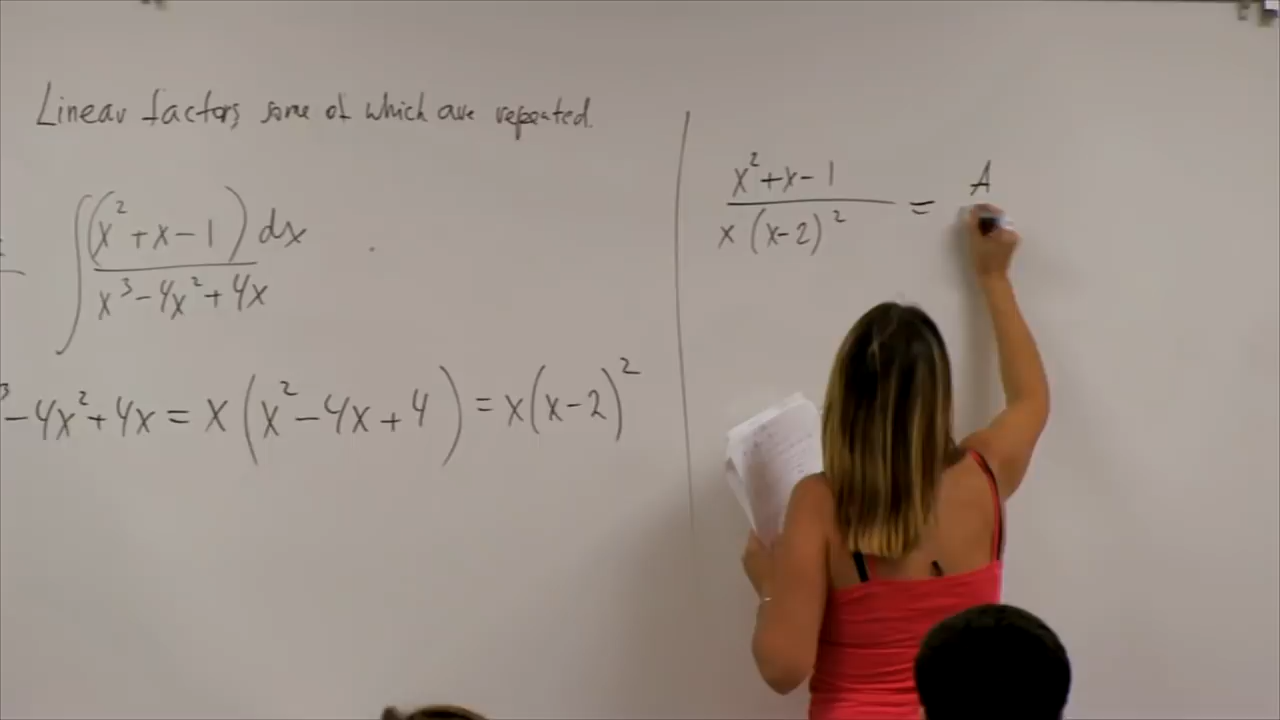 Linear factors, some of which are repeated.
∫ (x² + x - 1) dx / x³ - 4x² + 4x
³ - 4x² + 4x = x (x² - 4x + 4) = x(x-2)²
x² + x - 1 / x (x-2)² = A